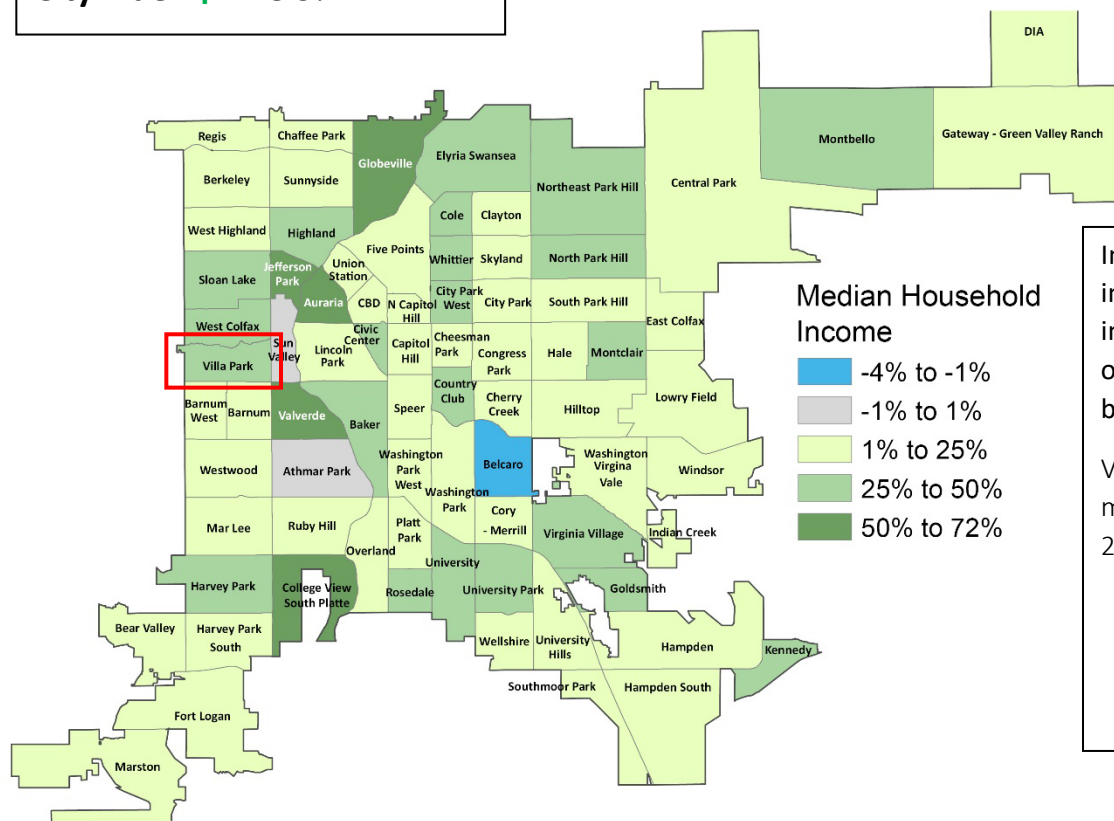 DIA
Regis
Chaffee Park
Globeville
Elyria Swansea
Montbello
Gateway - Green Valley Ranch
Berkeley
Sunnyside
Northeast Park Hill
Central Park
West Highland
Highland
Cole
Clayton
Five Points
Whittier
Skyland
North Park Hill
Sloan Lake
Jefferson
Park
Union
Station
Auraria
CBD
N Capitol
Hill
City Park
West
City Park
South Park Hill
East Colfax
West Colfax
Sun
Valley
Lincoln
Park
Civic
Center
Capitol
Hill
Cheesman
Park
Congress
Park
Hale
Montclair
Villa Park
Country
Club
Cherry
Creek
Hilltop
Lowry Field
Barnum
West
Barnum
Valverde
Baker
Speer
Westwood
Athmar Park
Washington
Park
West
Washington
Park
Belcaro
Washington
Virgina
Vale
Windsor
Mar Lee
Ruby Hill
Overland
Platt
Park
Cory
- Merrill
Virginia Village
Indian Creek
Harvey Park
College View
South Platte
Rosedale
University
University Park
Goldsmith
Bear Valley
Harvey Park
South
Wellshire
University
Hills
Hampden
Kennedy
Southmoor Park
Hampden South
Fort Logan
Marston
Median Household
Income
-4% to -1%
-1% to 1%
1% to 25%
25% to 50%
50% to 72%